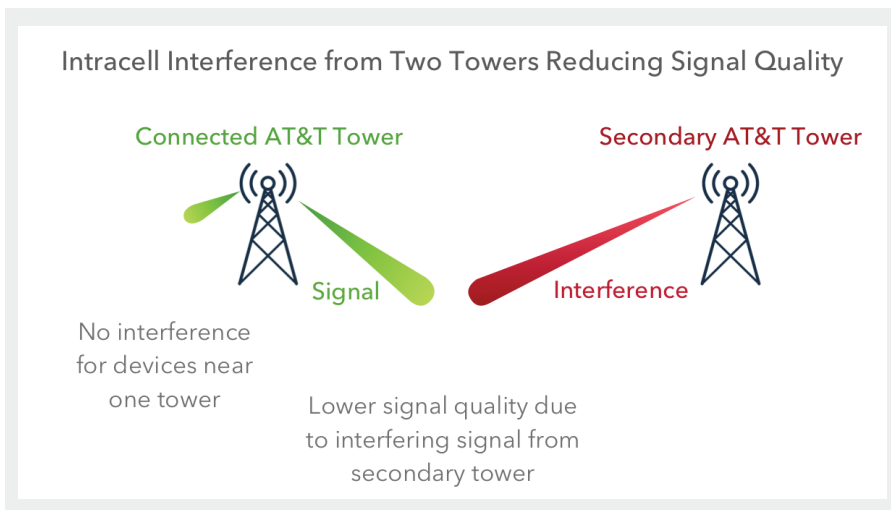 Intracell Interference from Two Towers Reducing Signal Quality
Connected AT&T Tower
Secondary AT&T Tower
Signal
Interference
No interference
for devices near
one tower
Lower signal quality due
to interfering signal from
secondary tower